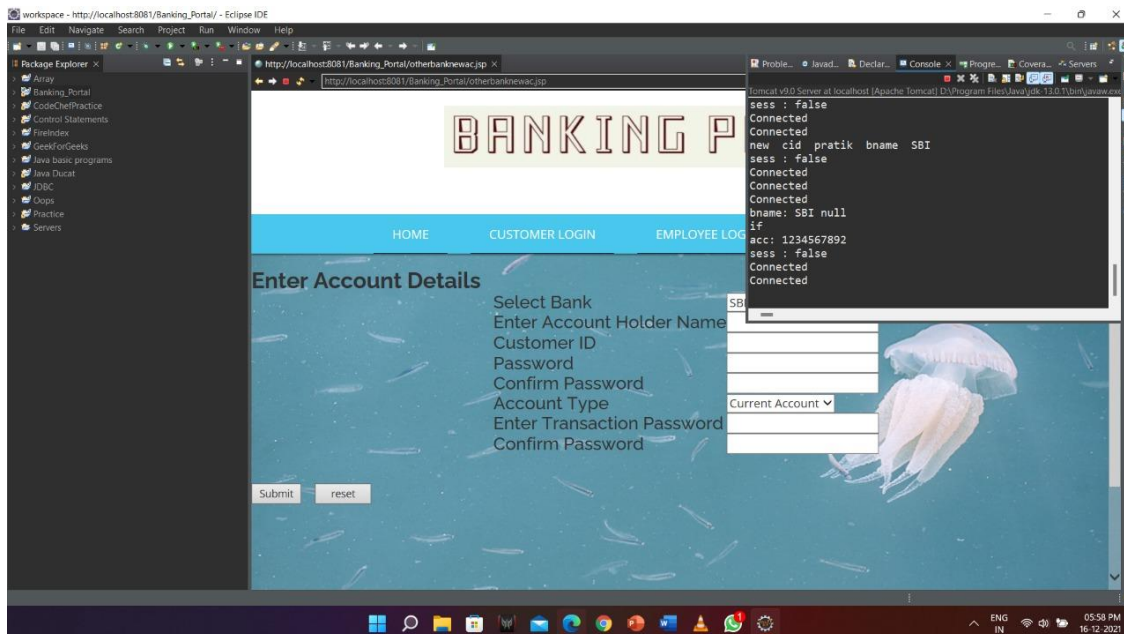 workspace - http://localhost:8081/Banking_Portal/ - Eclipse IDE
File Edit Navigate Search Project Run Window Help
Package Explorer
Array
Banking_Portal
CodeChefPractice
Control Statements
FireIndex
GeekForGeeks
Java basic programs
Java Ducat
JDBC
Oops
Practice
Servers
http://localhost:8081/Banking_Portal/otherbanknewac.jsp
http://localhost:8081/Banking_Portal/otherbanknewac.jsp
BANKING P
HOME CUSTOMER LOGIN EMPLOYEE LOG
Enter Account Details
Select Bank SBI
Enter Account Holder Name
Customer ID
Password
Confirm Password
Account Type Current Account
Enter Transaction Password
Confirm Password
Submit reset
Proble... Javad... Declar... Console Progre... Covera... Servers
Tomcat v9.0 Server at localhost [Apache Tomcat] D:\Program Files\Java\jdk-13.0.1\bin\javaw.exe
sess : false
Connected
Connected
new cid pratik bname SBI
sess : false
Connected
Connected
Connected
bname: SBI null
if
acc: 1234567892
sess : false
Connected
Connected
ENG
IN
05:58 PM
16-12-2021